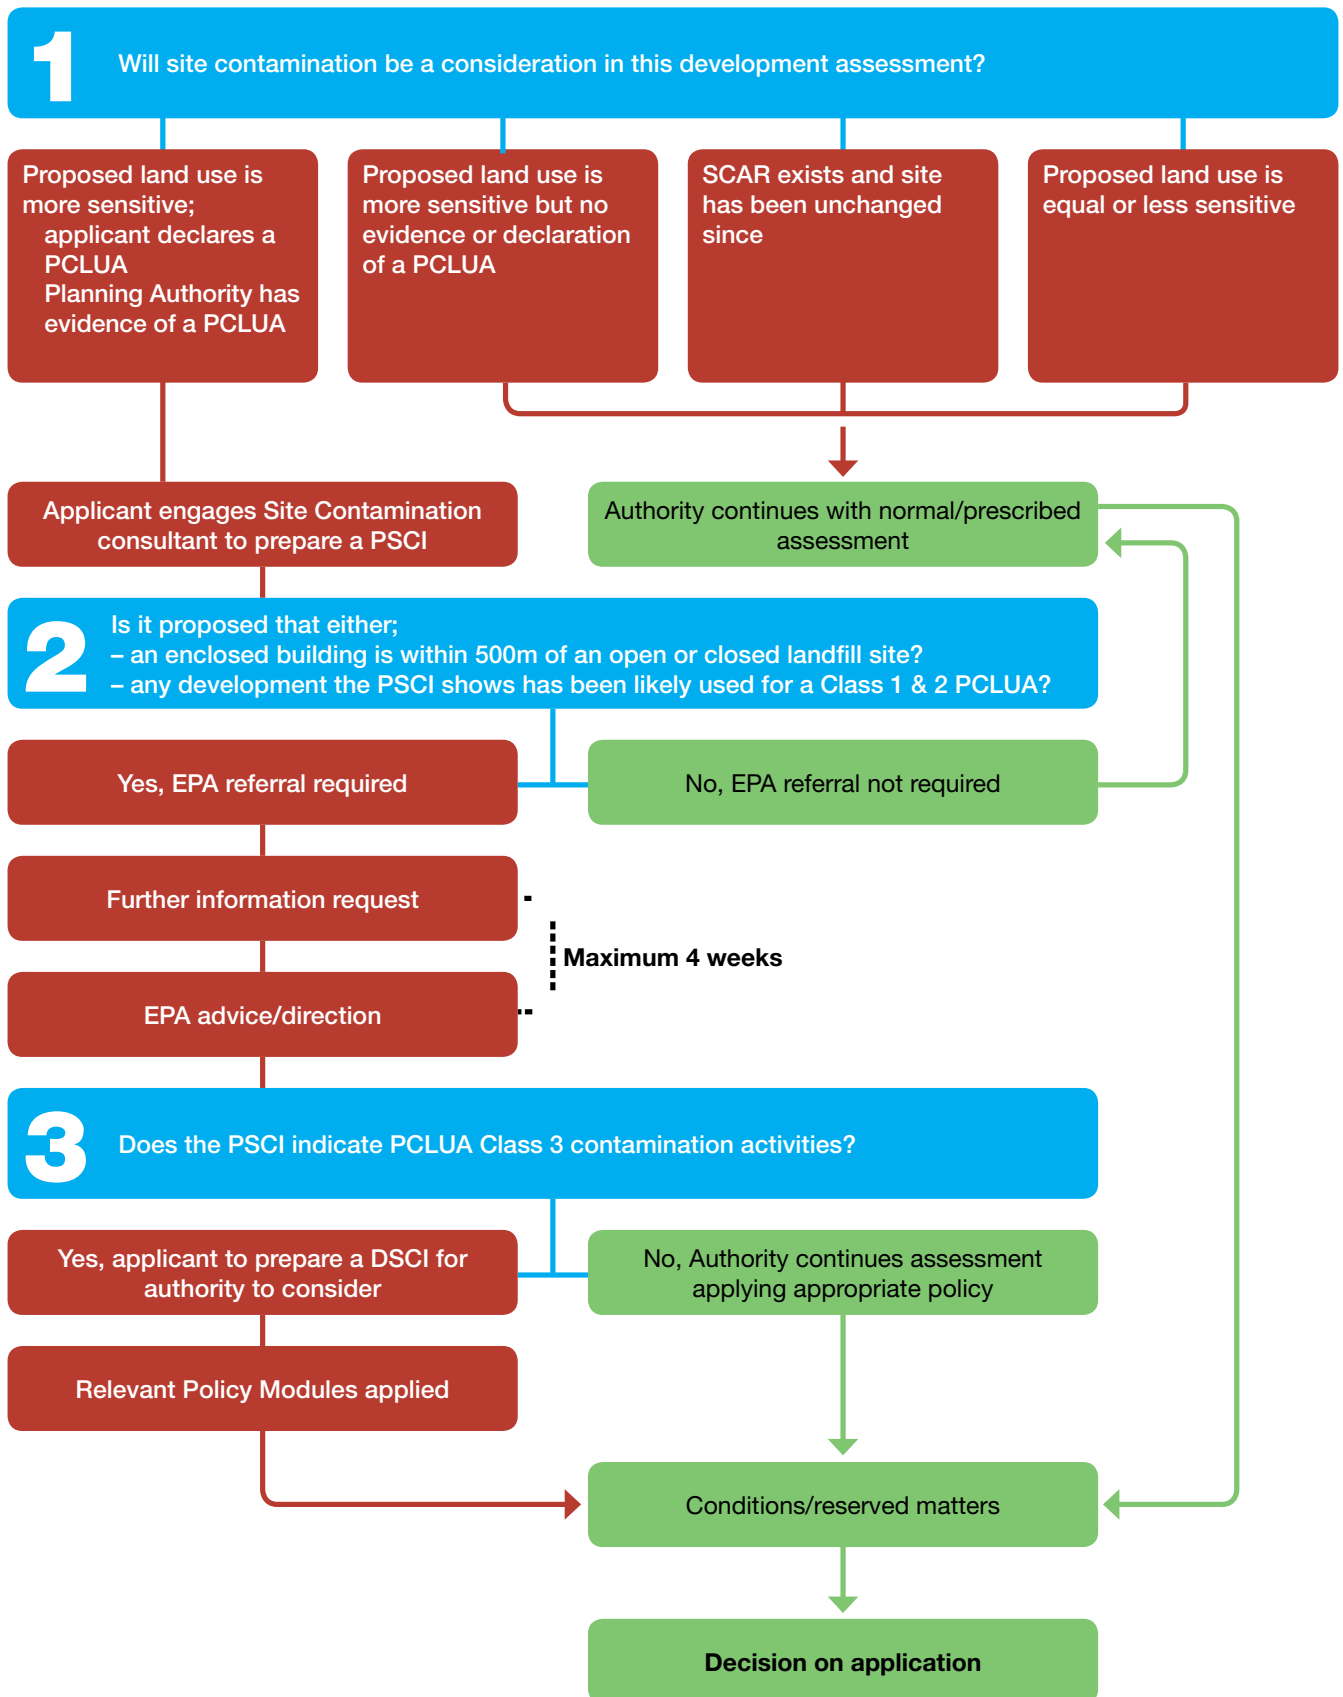 1
Will site contamination be a consideration in this development assessment?
Proposed land use is
more sensitive;
applicant declares a
PCLUA
Planning Authority has
evidence of a PCLUA
Proposed land use is
more sensitive but no
evidence or declaration
of a PCLUA
SCAR exists and site
has been unchanged
since
Proposed land use is
equal or less sensitive
Applicant engages Site Contamination
consultant to prepare a PSCI
Authority continues with normal/prescribed
assessment
2
Is it proposed that either;
– an enclosed building is within 500m of an open or closed landfill site?
– any development the PSCI shows has been likely used for a Class 1 & 2 PCLUA?
Yes, EPA referral required
No, EPA referral not required
Further information request
Maximum 4 weeks
EPA advice/direction
3
Does the PSCI indicate PCLUA Class 3 contamination activities?
Yes, applicant to prepare a DSCI for
authority to consider
No, Authority continues assessment
applying appropriate policy
Relevant Policy Modules applied
Conditions/reserved matters
Decision on application